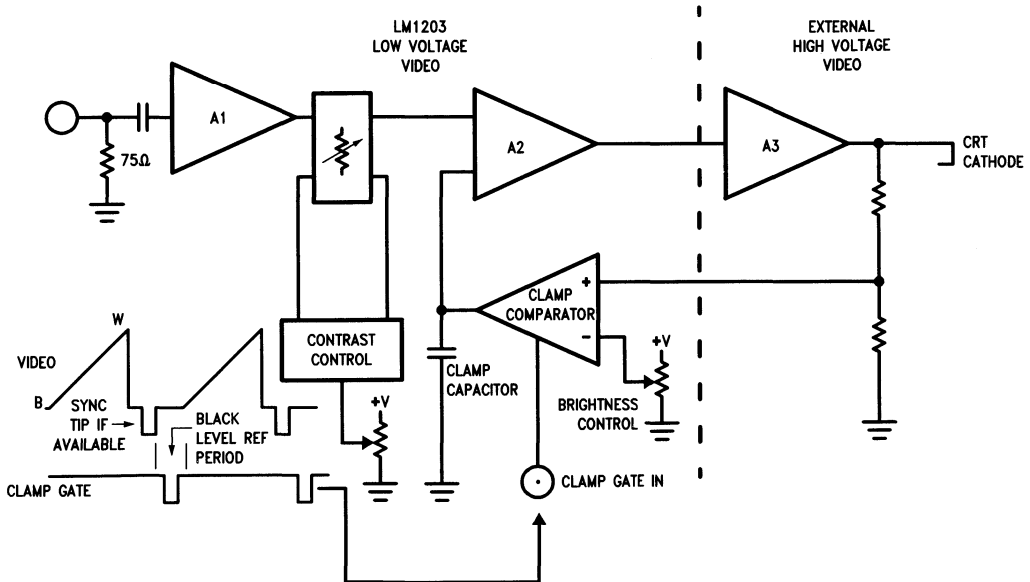 LM1203
LOW VOLTAGE
VIDEO
EXTERNAL
HIGH VOLTAGE
VIDEO
A1
A2
A3
75Ω
CRT
CATHODE
+
CLAMP
COMPARATOR
-
CONTRAST
CONTROL
CLAMP
CAPACITOR
+V
BRIGHTNESS
CONTROL
+V
W
VIDEO
B
SYNC
TIP IF
AVAILABLE
BLACK
LEVEL REF
PERIOD
CLAMP GATE
CLAMP GATE IN